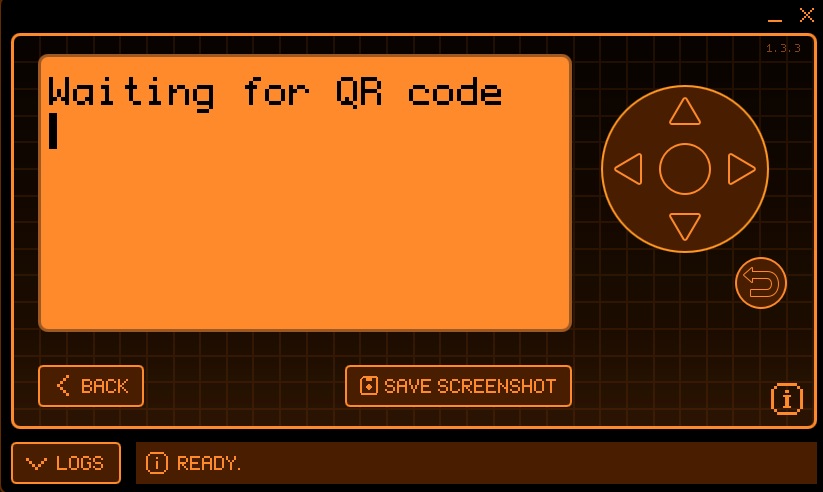 1.3.3
Waiting for QR code
BACK
SAVE SCREENSHOT
i
LOGS
i READY.